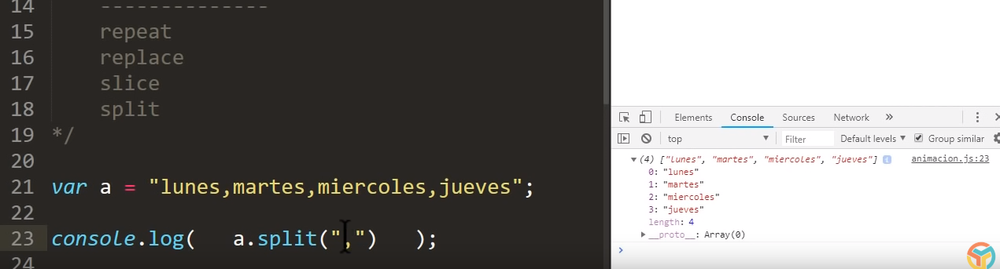 14 --------------
15 repeat
16 replace
17 slice
18 split
19 */
20
21 var a = "lunes,martes,miercoles,jueves";
22
23 console.log(   a.split(",")   );
24
Elements Console Sources Network »
top ▼ Filter Default levels ▼ Group similar
▼(4) ["lunes", "martes", "miercoles", "jueves"] i animacion.js:23
0: "lunes"
1: "martes"
2: "miercoles"
3: "jueves"
length: 4
▶__proto__: Array(0)
>